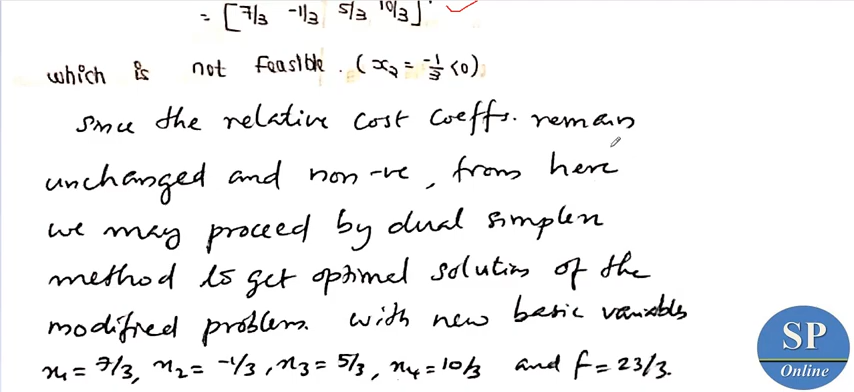 = [7/3 -1/3 5/3 10/3]
which is not feasible. (x₂ = -1/3 <0)
Since the relative cost coeffs. remain
unchanged and non -ve, from here
we may proceed by dual simplex
method to get optimal solution of the
modified problem with new basic variables
x₁ = 7/3, x₂ = -1/3, x₃ = 5/3, x₄ = 10/3 and f = 23/3.
SP
Online